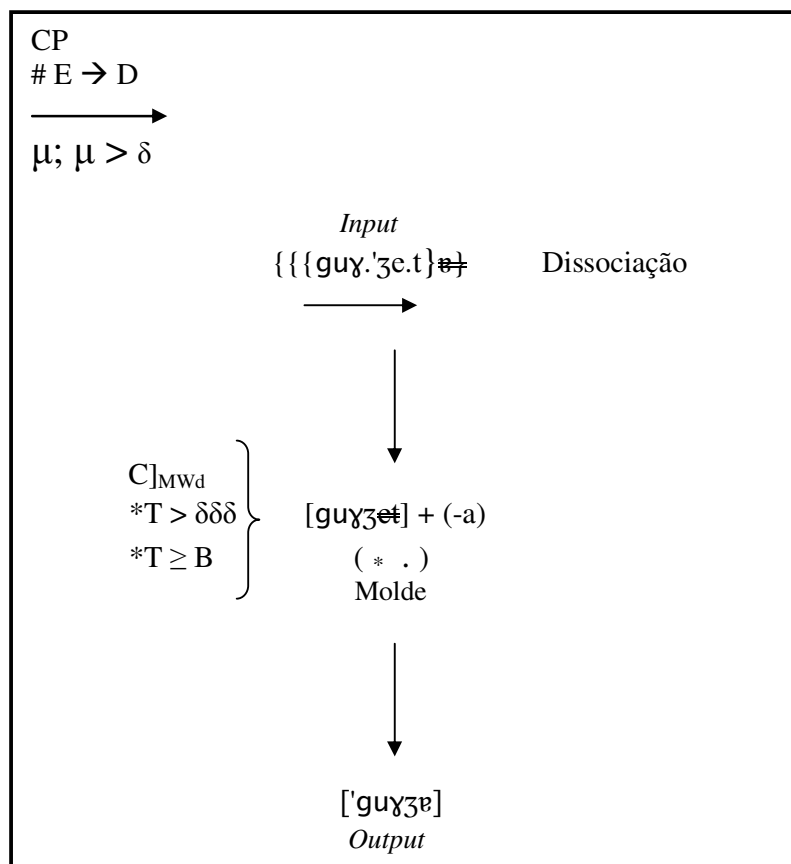 CP
# E → D
μ; μ > δ
Input
{{{guɣ.'ʒe.t}ɐ} Dissociação
C]MWd
*T > δδδ [guɣʒet] + (-a)
*T ≥ B ( * . )
Molde
['guɣʒɐ]
Output